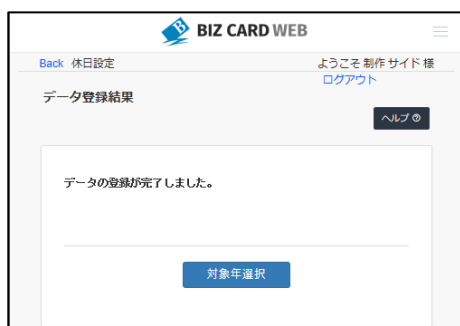 BIZ CARD WEB
Back 休日設定 ようこそ 制作 サイド 様
ログアウト
データ登録結果
ヘルプ
データの登録が完了しました。
対象年選択